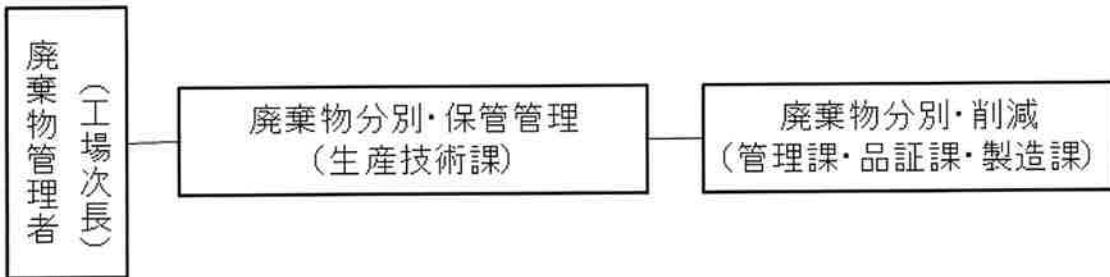 廃棄物管理者
（工場次長）
廃棄物分別・保管管理
（生産技術課）
廃棄物分別・削減
（管理課・品証課・製造課）